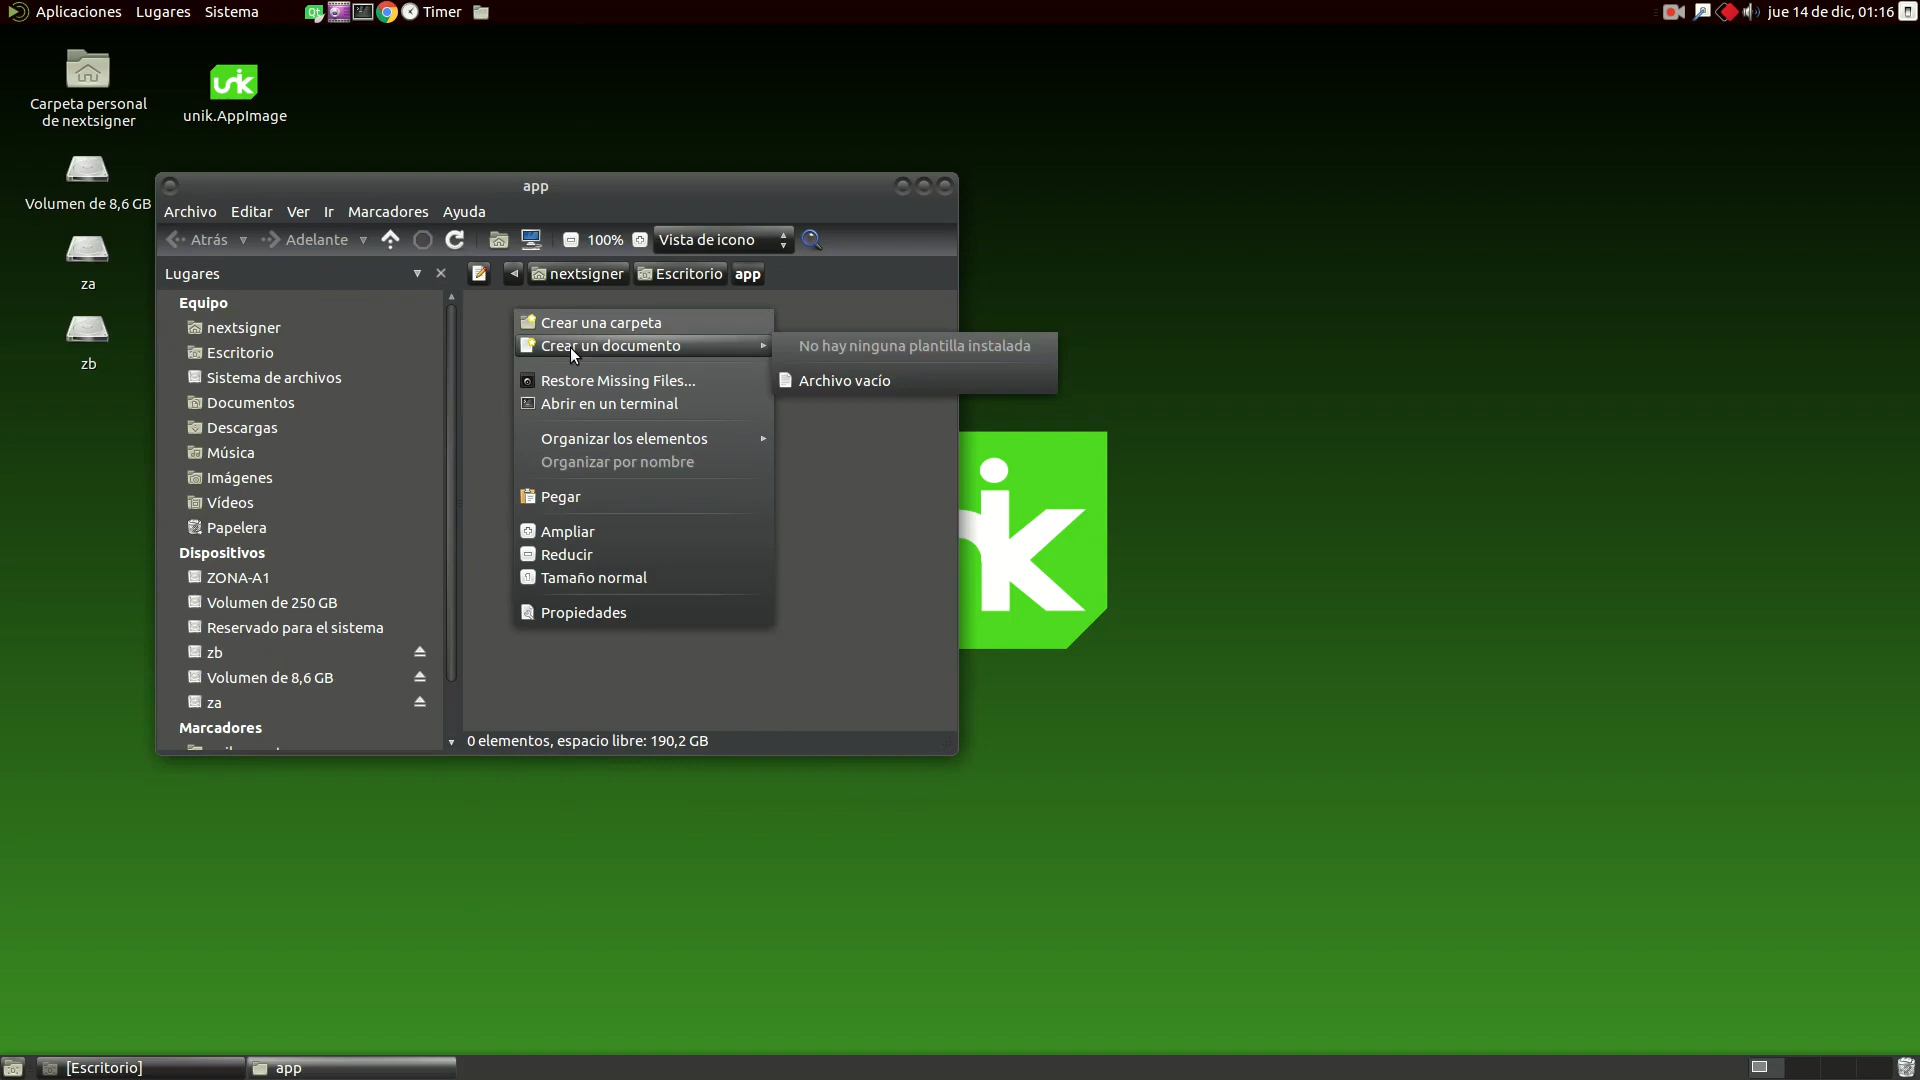 Aplicaciones Lugares Sistema Timer jue 14 de dic, 01:16
Carpeta personal
de nextsigner
unik
unik.AppImage
Volumen de 8,6 GB
za
zb
app
Archivo Editar Ver Ir Marcadores Ayuda
Atrás Adelante 100% Vista de icono
Lugares
nextsigner Escritorio app
Equipo
nextsigner
Escritorio
Sistema de archivos
Documentos
Descargas
Música
Imágenes
Vídeos
Papelera
Dispositivos
ZONA-A1
Volumen de 250 GB
Reservado para el sistema
zb
Volumen de 8,6 GB
za
Marcadores
Crear una carpeta
Crear un documento
Restore Missing Files...
Abrir en un terminal
Organizar los elementos
Organizar por nombre
Pegar
Ampliar
Reducir
Tamaño normal
Propiedades
No hay ninguna plantilla instalada
Archivo vacío
0 elementos, espacio libre: 190,2 GB
[Escritorio] app